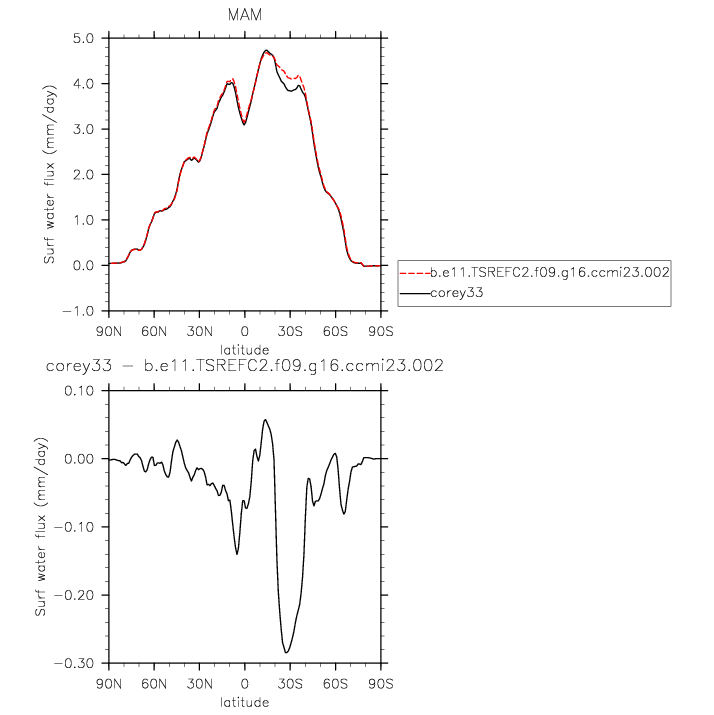 MAM
5.0
4.0
3.0
2.0
1.0
0.0
−1.0
Surf water flux (mm/day)
90N 60N 30N 0 30S 60S 90S
latitude
b.e11.TSREFC2.f09.g16.ccmi23.002
corey33
corey33 − b.e11.TSREFC2.f09.g16.ccmi23.002
0.10
0.00
−0.10
−0.20
−0.30
Surf water flux (mm/day)
90N 60N 30N 0 30S 60S 90S
latitude